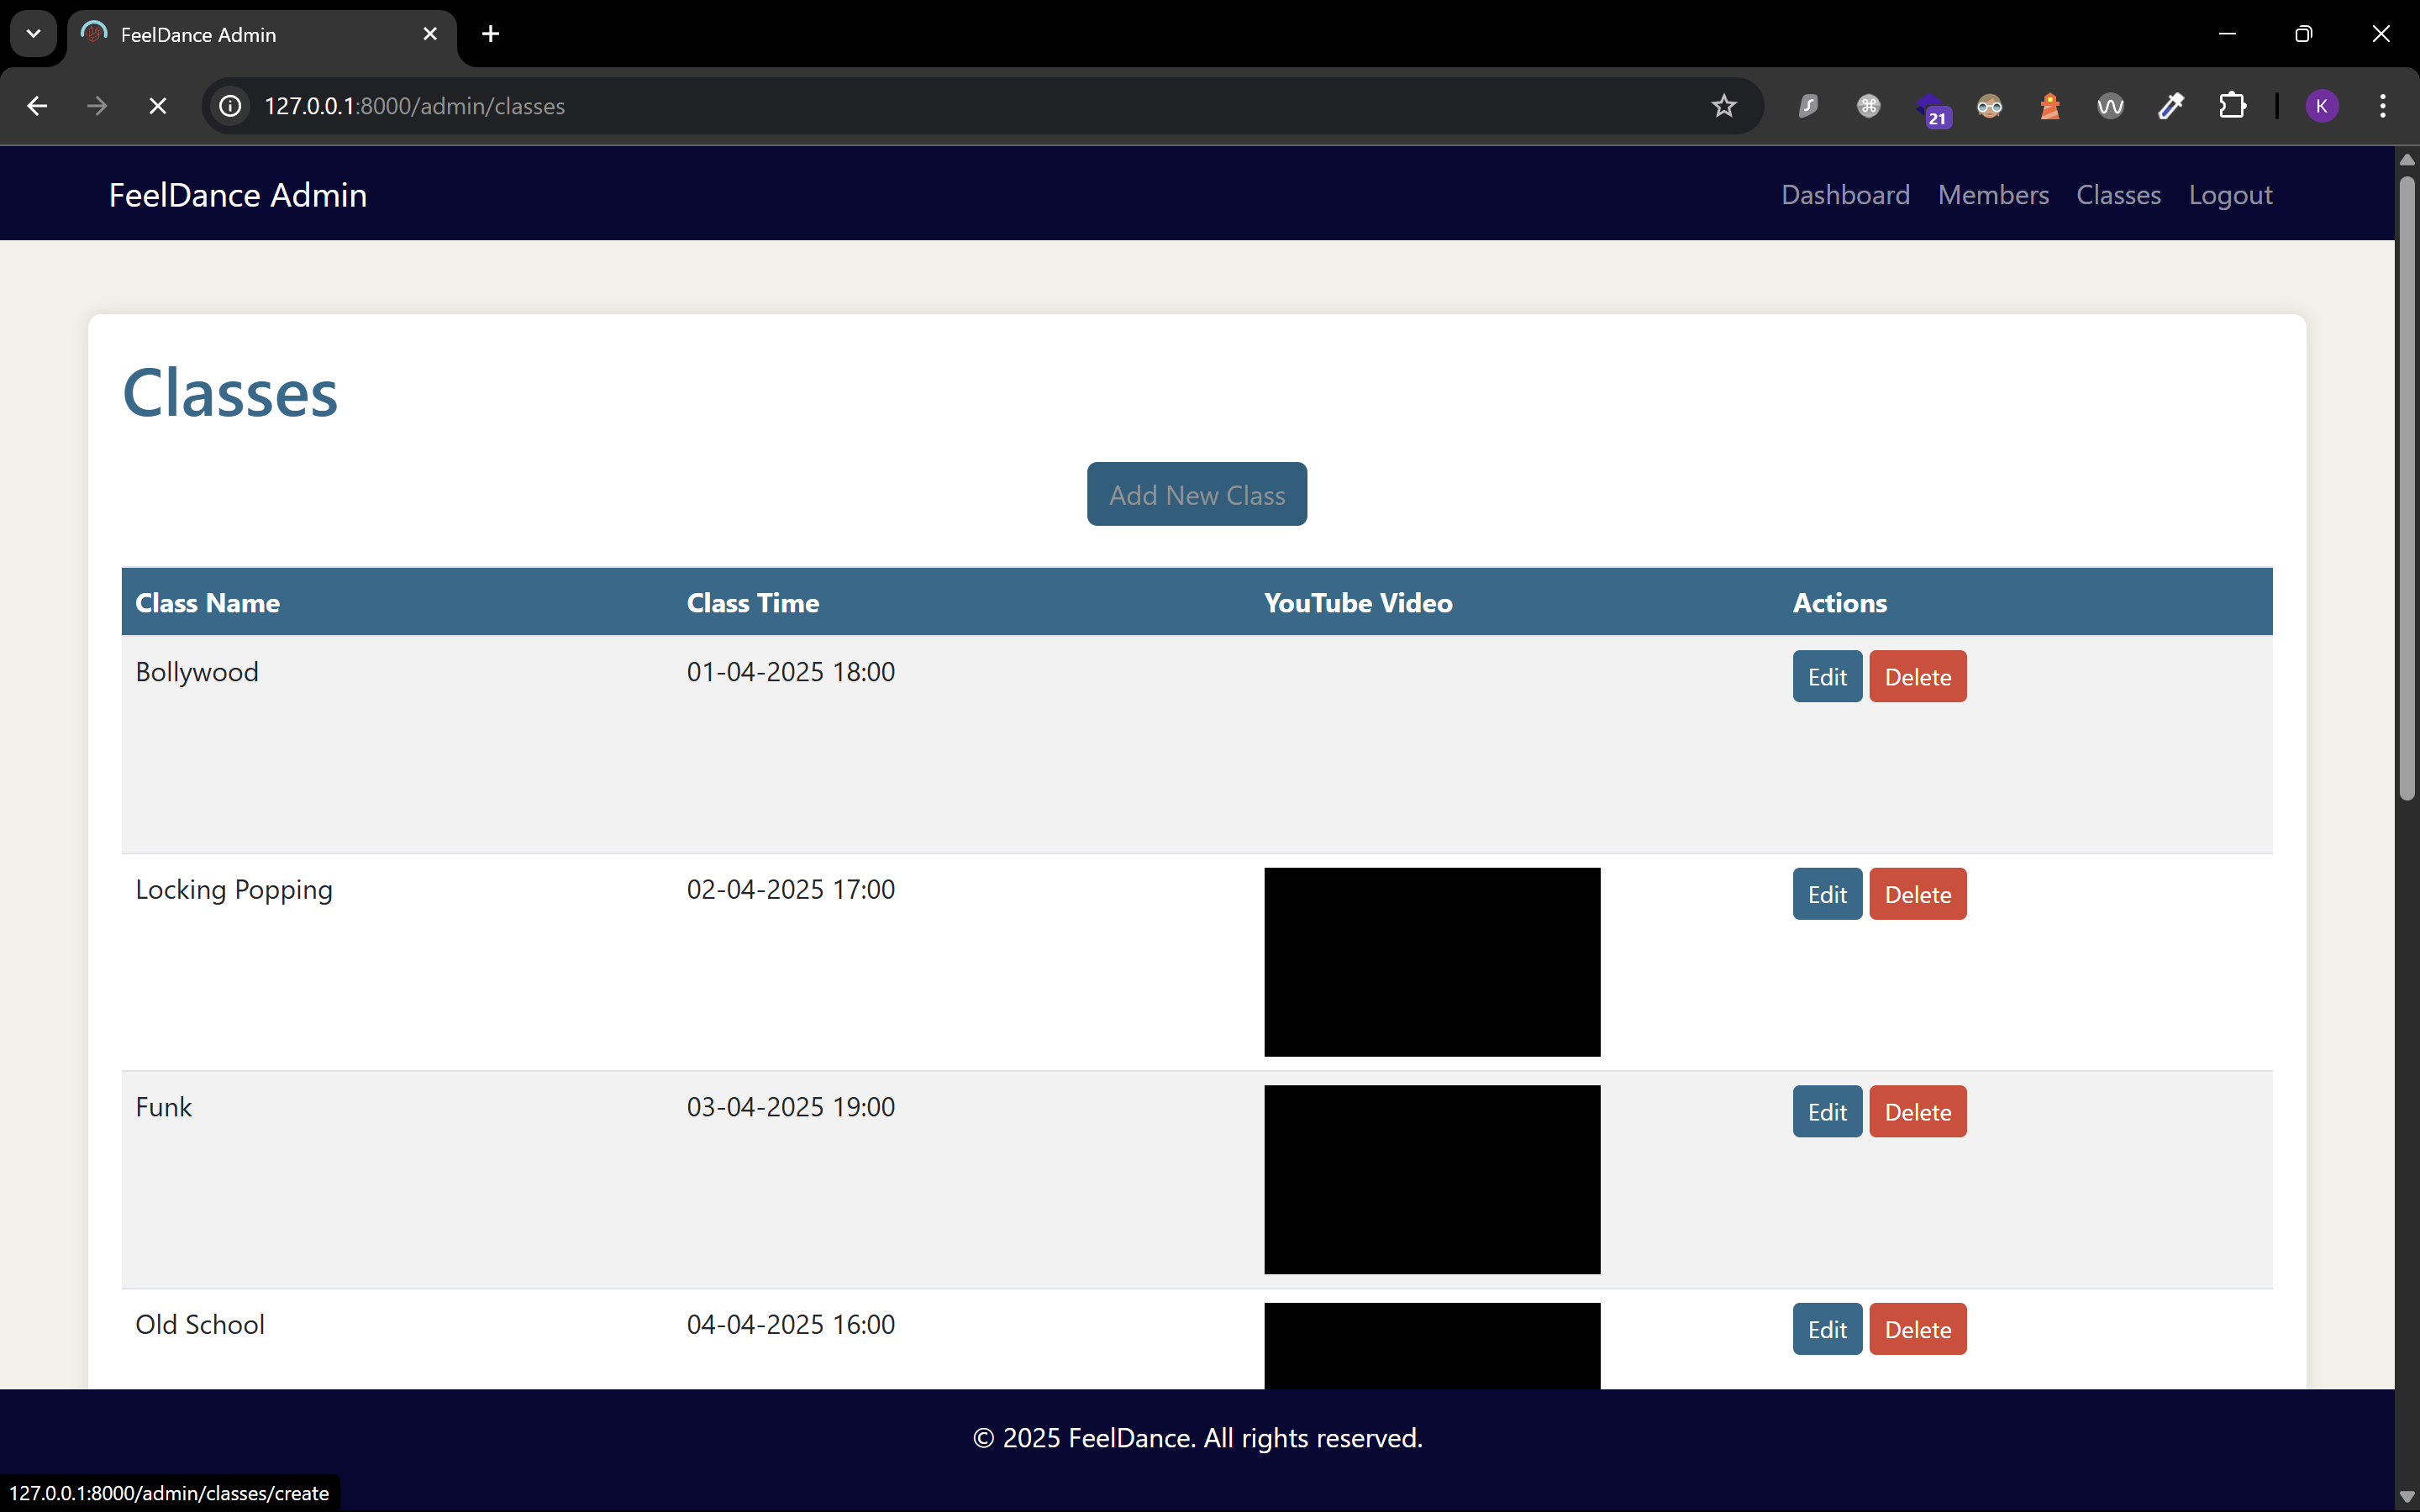 FeelDance Admin
127.0.0.1:8000/admin/classes
21
K
FeelDance Admin
Dashboard Members Classes Logout
Classes
Add New Class
Class Name Class Time YouTube Video Actions
Bollywood 01-04-2025 18:00 Edit Delete
Locking Popping 02-04-2025 17:00 Edit Delete
Funk 03-04-2025 19:00 Edit Delete
Old School 04-04-2025 16:00 Edit Delete
© 2025 FeelDance. All rights reserved.
127.0.0.1:8000/admin/classes/create